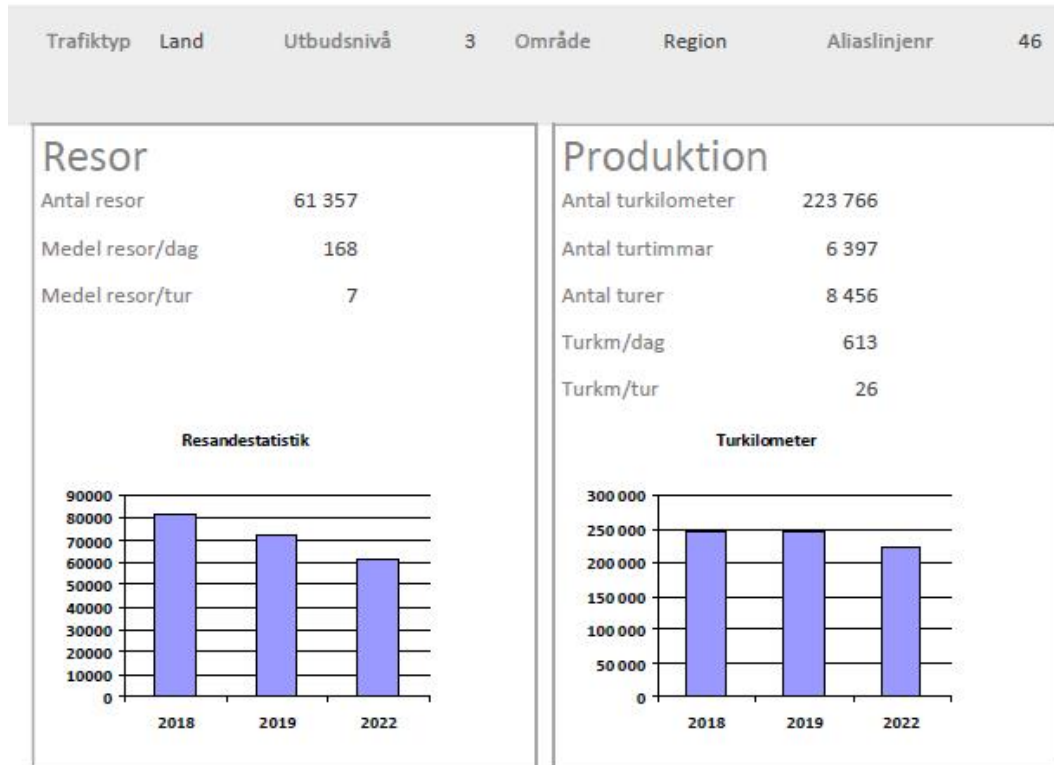 Trafiktyp Land Utbudsnivå 3 Område Region Aliaslinjenr 46
Resor
Antal resor 61 357
Medel resor/dag 168
Medel resor/tur 7
Resandestatistik
90000
80000
70000
60000
50000
40000
30000
20000
10000
0
2018 2019 2022
Produktion
Antal turkilometer 223 766
Antal turtimmar 6 397
Antal turer 8 456
Turkm/dag 613
Turkm/tur 26
Turkilometer
300 000
250 000
200 000
150 000
100 000
50 000
0
2018 2019 2022